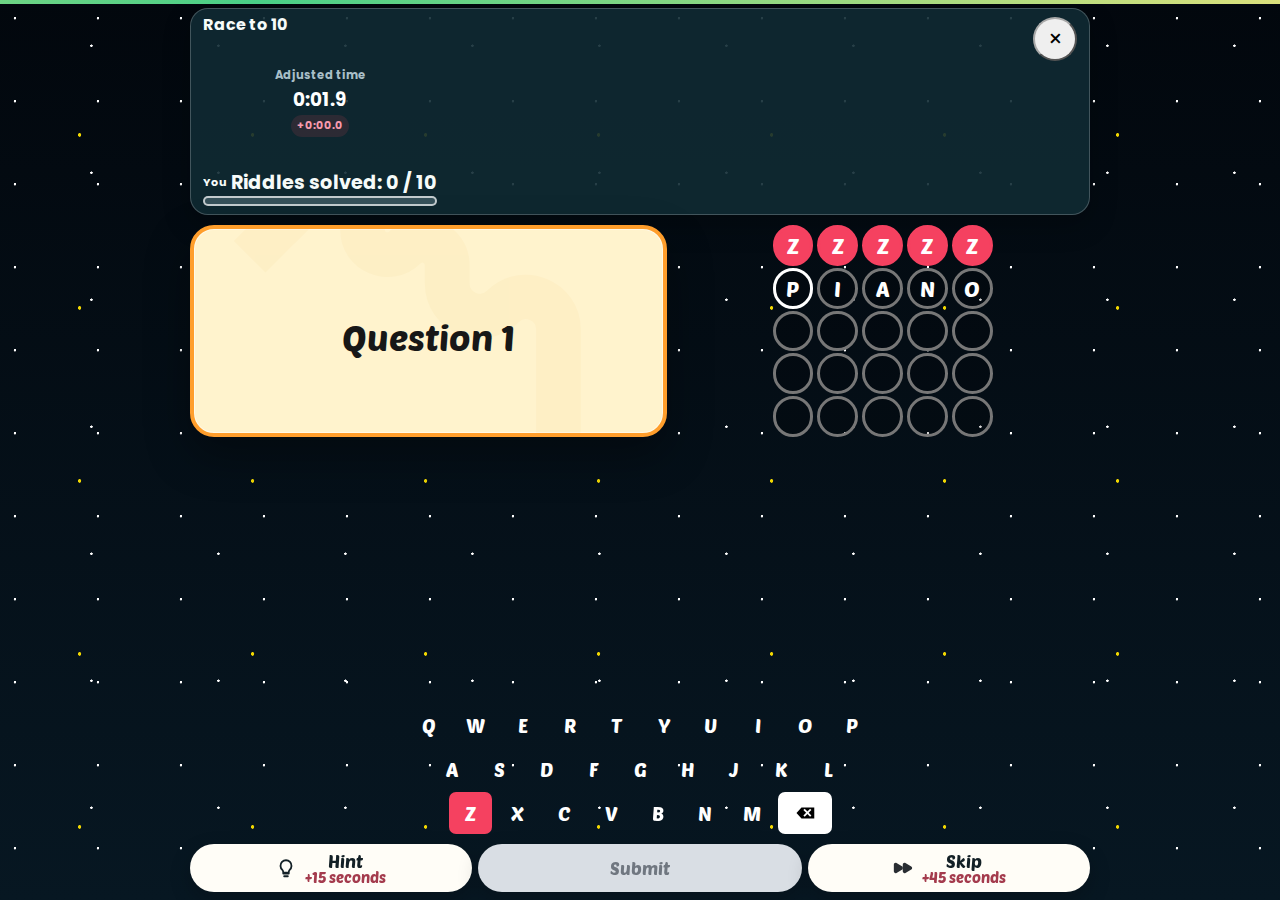 Race to 10
×
Adjusted time
0:01.9
+0:00.0
You Riddles solved: 0 / 10
Question 1
Z Z Z Z Z
P I A N O
Q W E R T Y U I O P
A S D F G H J K L
Z X C V B N M
Hint
+15 seconds
Submit
Skip
+45 seconds